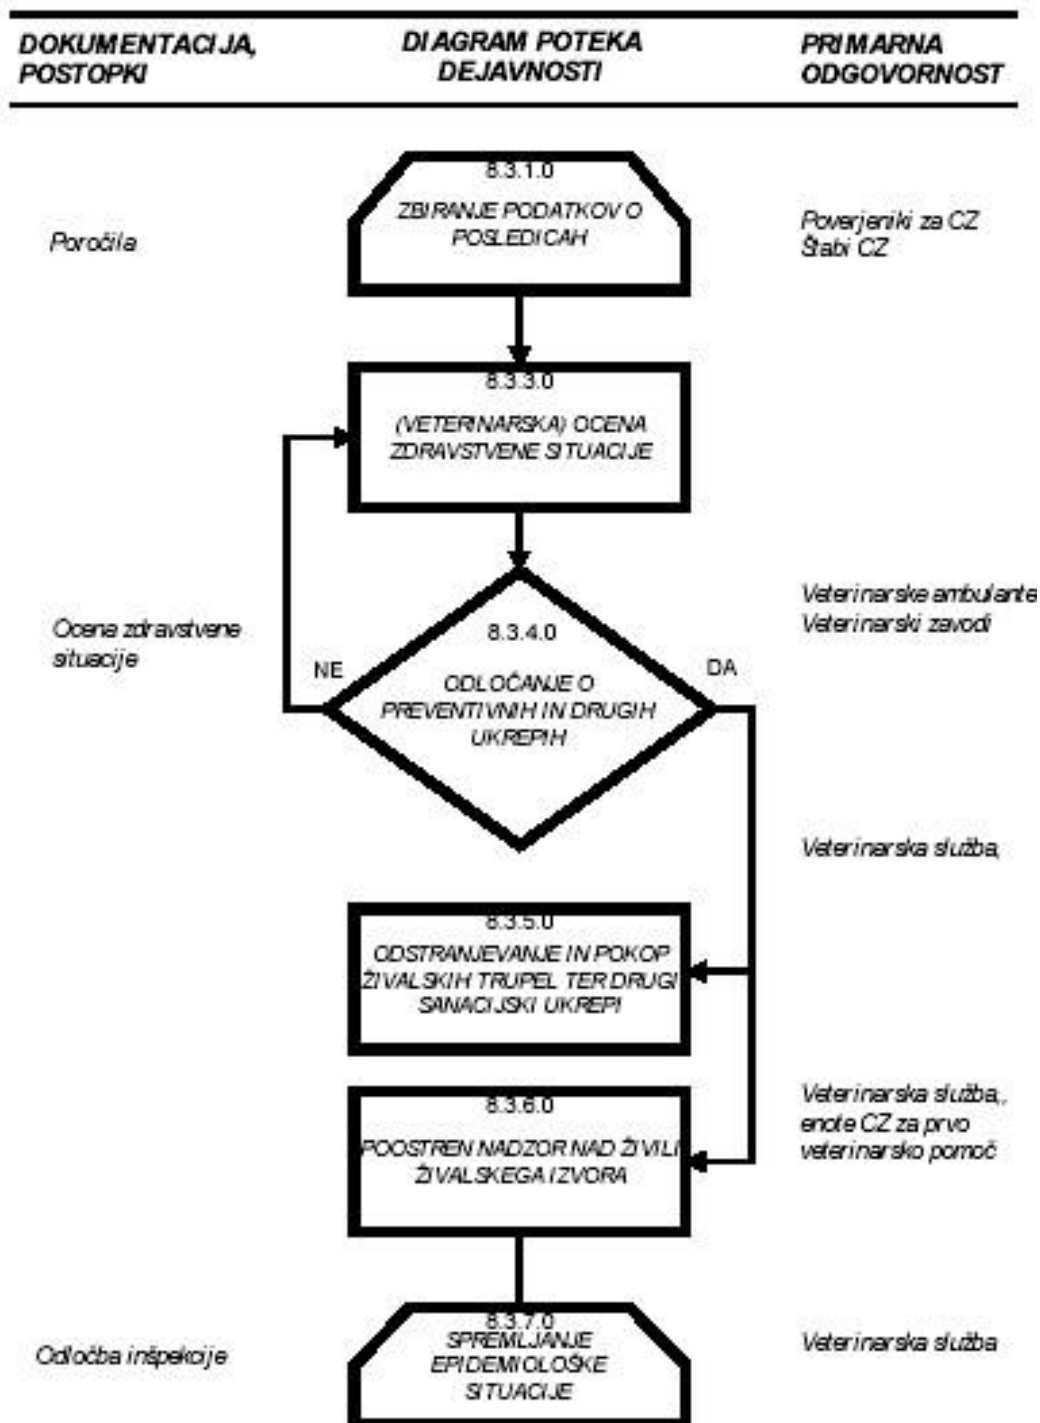 DOKUMENTACIJA,
POSTOPKI
DIAGRAM POTEKA
DEJAVNOSTI
PRIMARNA
ODGOVORNOST
8.3.1.0
ZBIRANJE PODATKOV O
POSLEDICAH
Poročila
Poverjeniki za CZ
Štabi CZ
8.3.3.0
(VETERINARSKA) OCENA
ZDRAVSTVENE SITUACIJE
Ocena zdravstvene
situacije
8.3.4.0
ODLOČANJE O
PREVENTIVNIH IN DRUGIH
UKREPIH
NE
DA
Veterinarske ambulante
Veterinarski zavodi
Veterinarska služba,
8.3.5.0
ODSTRANJEVANJE IN POKOP
ŽIVALSKIH TRUPEL TER DRUGI
SANACIJSKI UKREPI
8.3.6.0
POOSTREN NADZOR NAD ŽIVILI
ŽIVALSKEGA IZVORA
Veterinarska služba,,
enote CZ za prvo
veterinarsko pomoč
8.3.7.0
SPREMLJANJE
EPIDEMIOLOŠKE
SITUACIJE
Odločba inšpekcije
Veterinarska služba